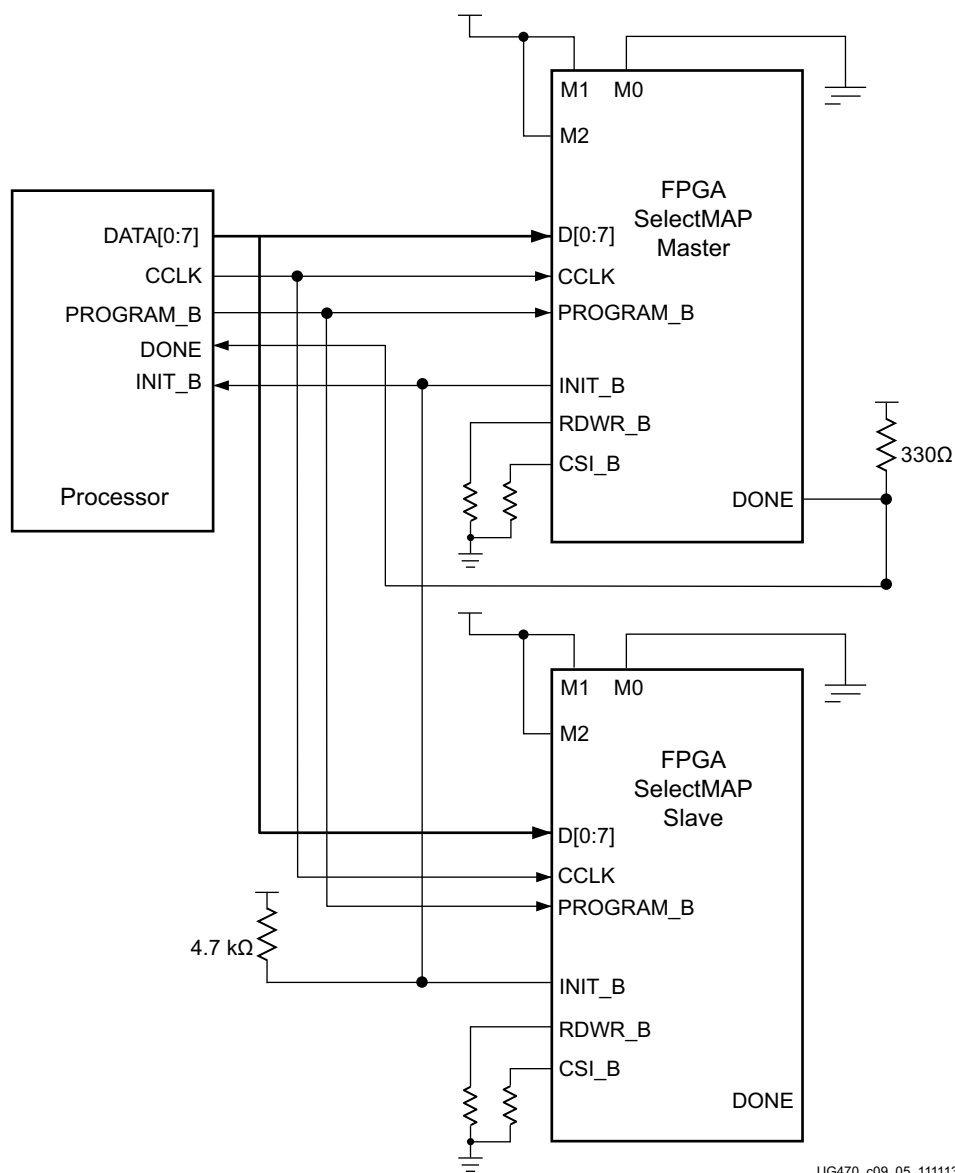 M1
M0
M2
FPGA
SelectMAP
Master
DATA[0:7]
D[0:7]
CCLK
CCLK
PROGRAM_B
PROGRAM_B
DONE
INIT_B
INIT_B
RDWR_B
CSI_B
330Ω
Processor
DONE
M1
M0
M2
FPGA
SelectMAP
Slave
D[0:7]
CCLK
PROGRAM_B
4.7 kΩ
INIT_B
RDWR_B
CSI_B
DONE
UG470_c09_05_111113